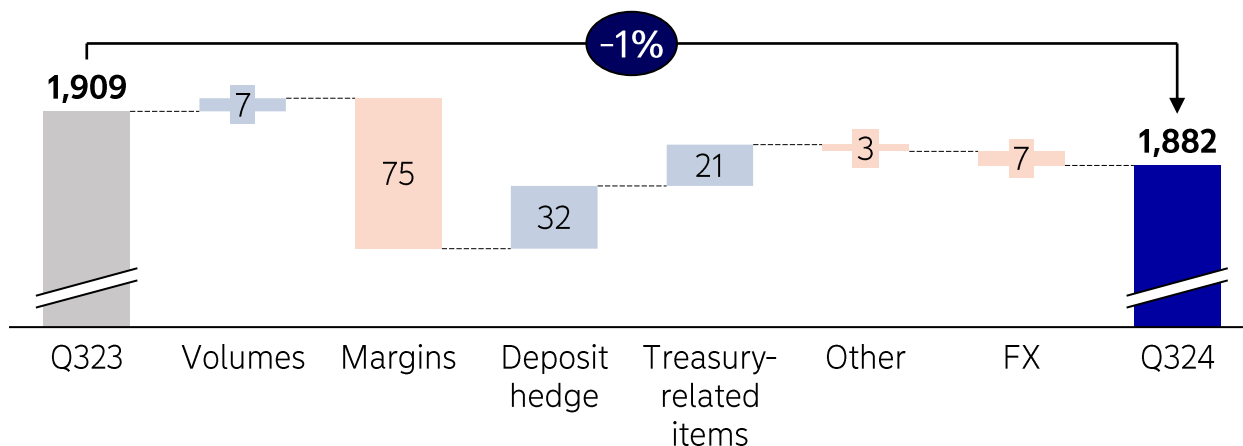 -1%
1,909
7
75
32
21
3
7
1,882
Q323
Volumes
Margins
Deposit
hedge
Treasury-
related
items
Other
FX
Q324